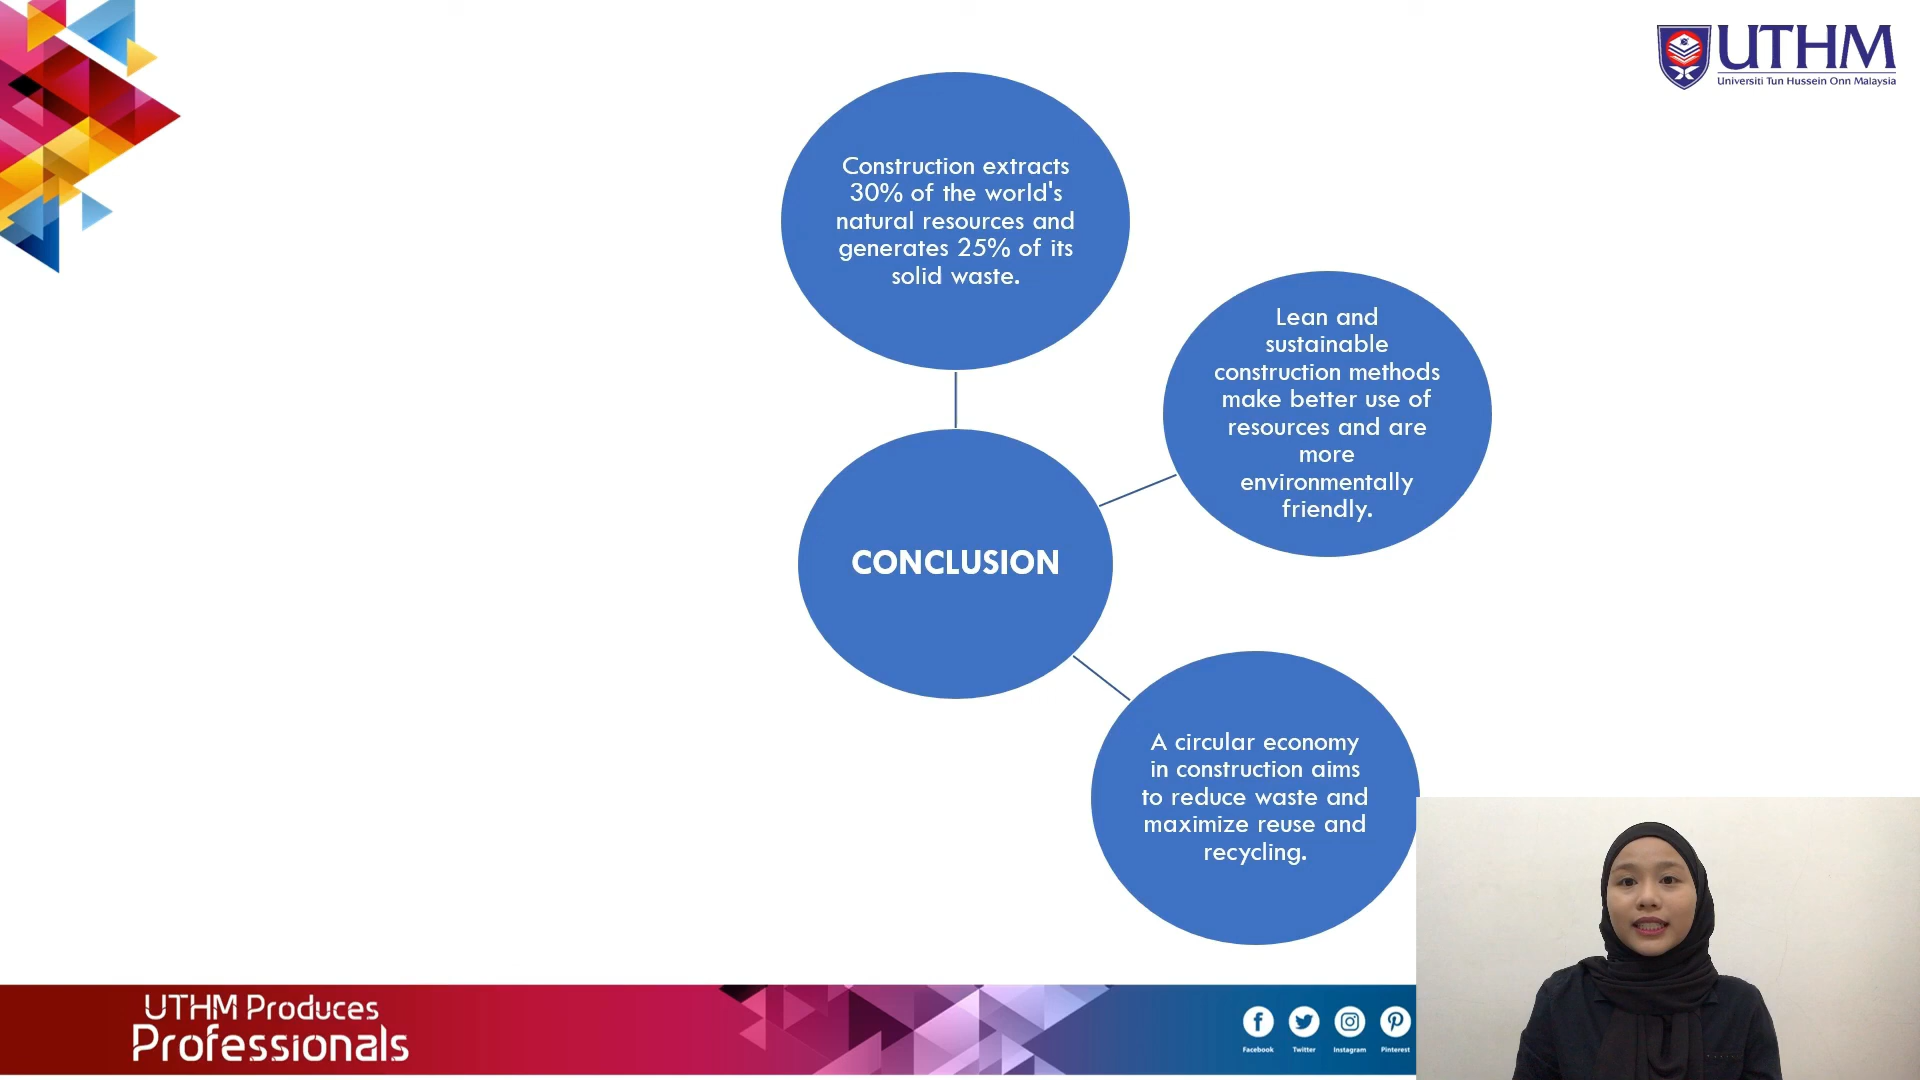 UTHM
Universiti Tun Hussein Onn Malaysia
Construction extracts
30% of the world's
natural resources and
generates 25% of its
solid waste.
Lean and
sustainable
construction methods
make better use of
resources and are
more
environmentally
friendly.
CONCLUSION
A circular economy
in construction aims
to reduce waste and
maximize reuse and
recycling.
UTHM Produces
Professionals
Facebook
Twitter
Instagram
Pinterest